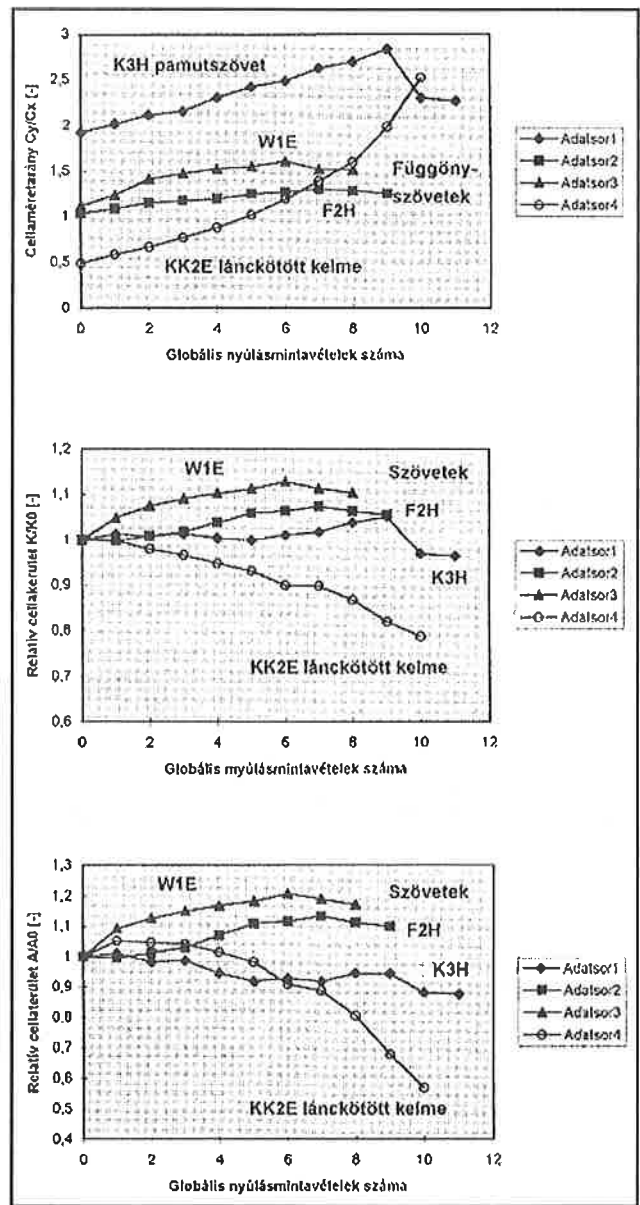 Cellaméretarány Cy/Cx [-]
3
2,5
2
1,5
1
0,5
0
K3H pamutszövet
W1E
Függöny-
szövetek
F2H
KK2E lánckötött kelme
0 2 4 6 8 10 12
Globális nyúlásmintavételek száma
Adatsor1
Adatsor2
Adatsor3
Adatsor4
Relatív cellakerület K/K0 [-]
1,2
1,1
1
0,9
0,8
0,7
0,6
W1E
Szövetek
F2H
K3H
KK2E lánckötött kelme
0 2 4 6 8 10 12
Globális myúlásmintavételek száma
Adatsor1
Adatsor2
Adatsor3
Adatsor4
Relatív cellaterület A/A0 [-]
1,3
1,2
1,1
1
0,9
0,8
0,7
0,6
0,5
0,4
W1E
Szövetek
F2H
K3H
KK2E lánckötött kelme
0 2 4 6 8 10 12
Globális nyúlásmintavételek száma
Adatsor1
Adatsor2
Adatsor3
Adatsor4